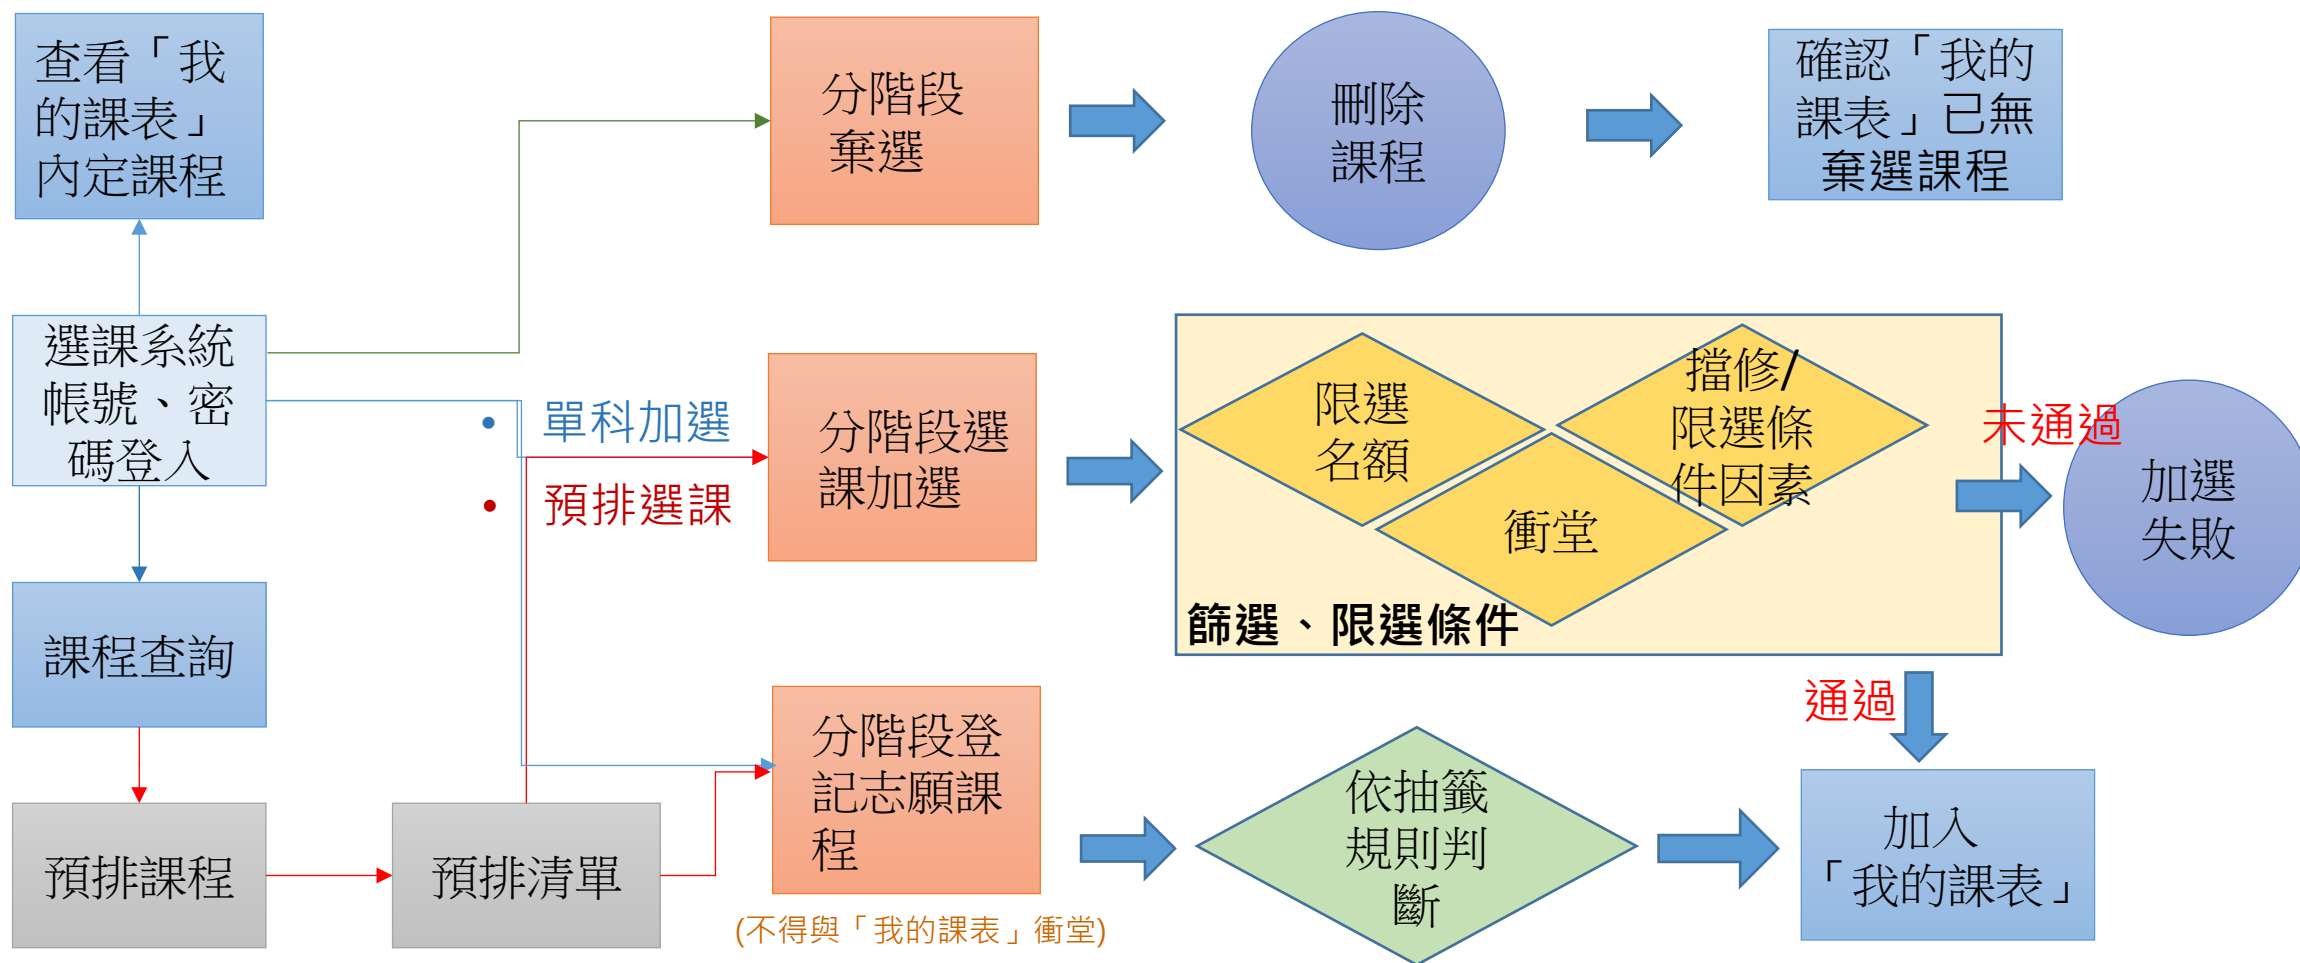 查看「我
的課表」
內定課程
分階段
棄選
刪除
課程
確認「我的
課表」已無
棄選課程
選課系統
帳號、密
碼登入
• 單科加選
• 預排選課
分階段選
課加選
限選
名額
擋修/
限選條
件因素
衝堂
篩選、限選條件
未通過
加選
失敗
課程查詢
通過
分階段登
記志願課
程
(不得與「我的課表」衝堂)
依抽籤
規則判
斷
加入
「我的課表」
預排課程
預排清單